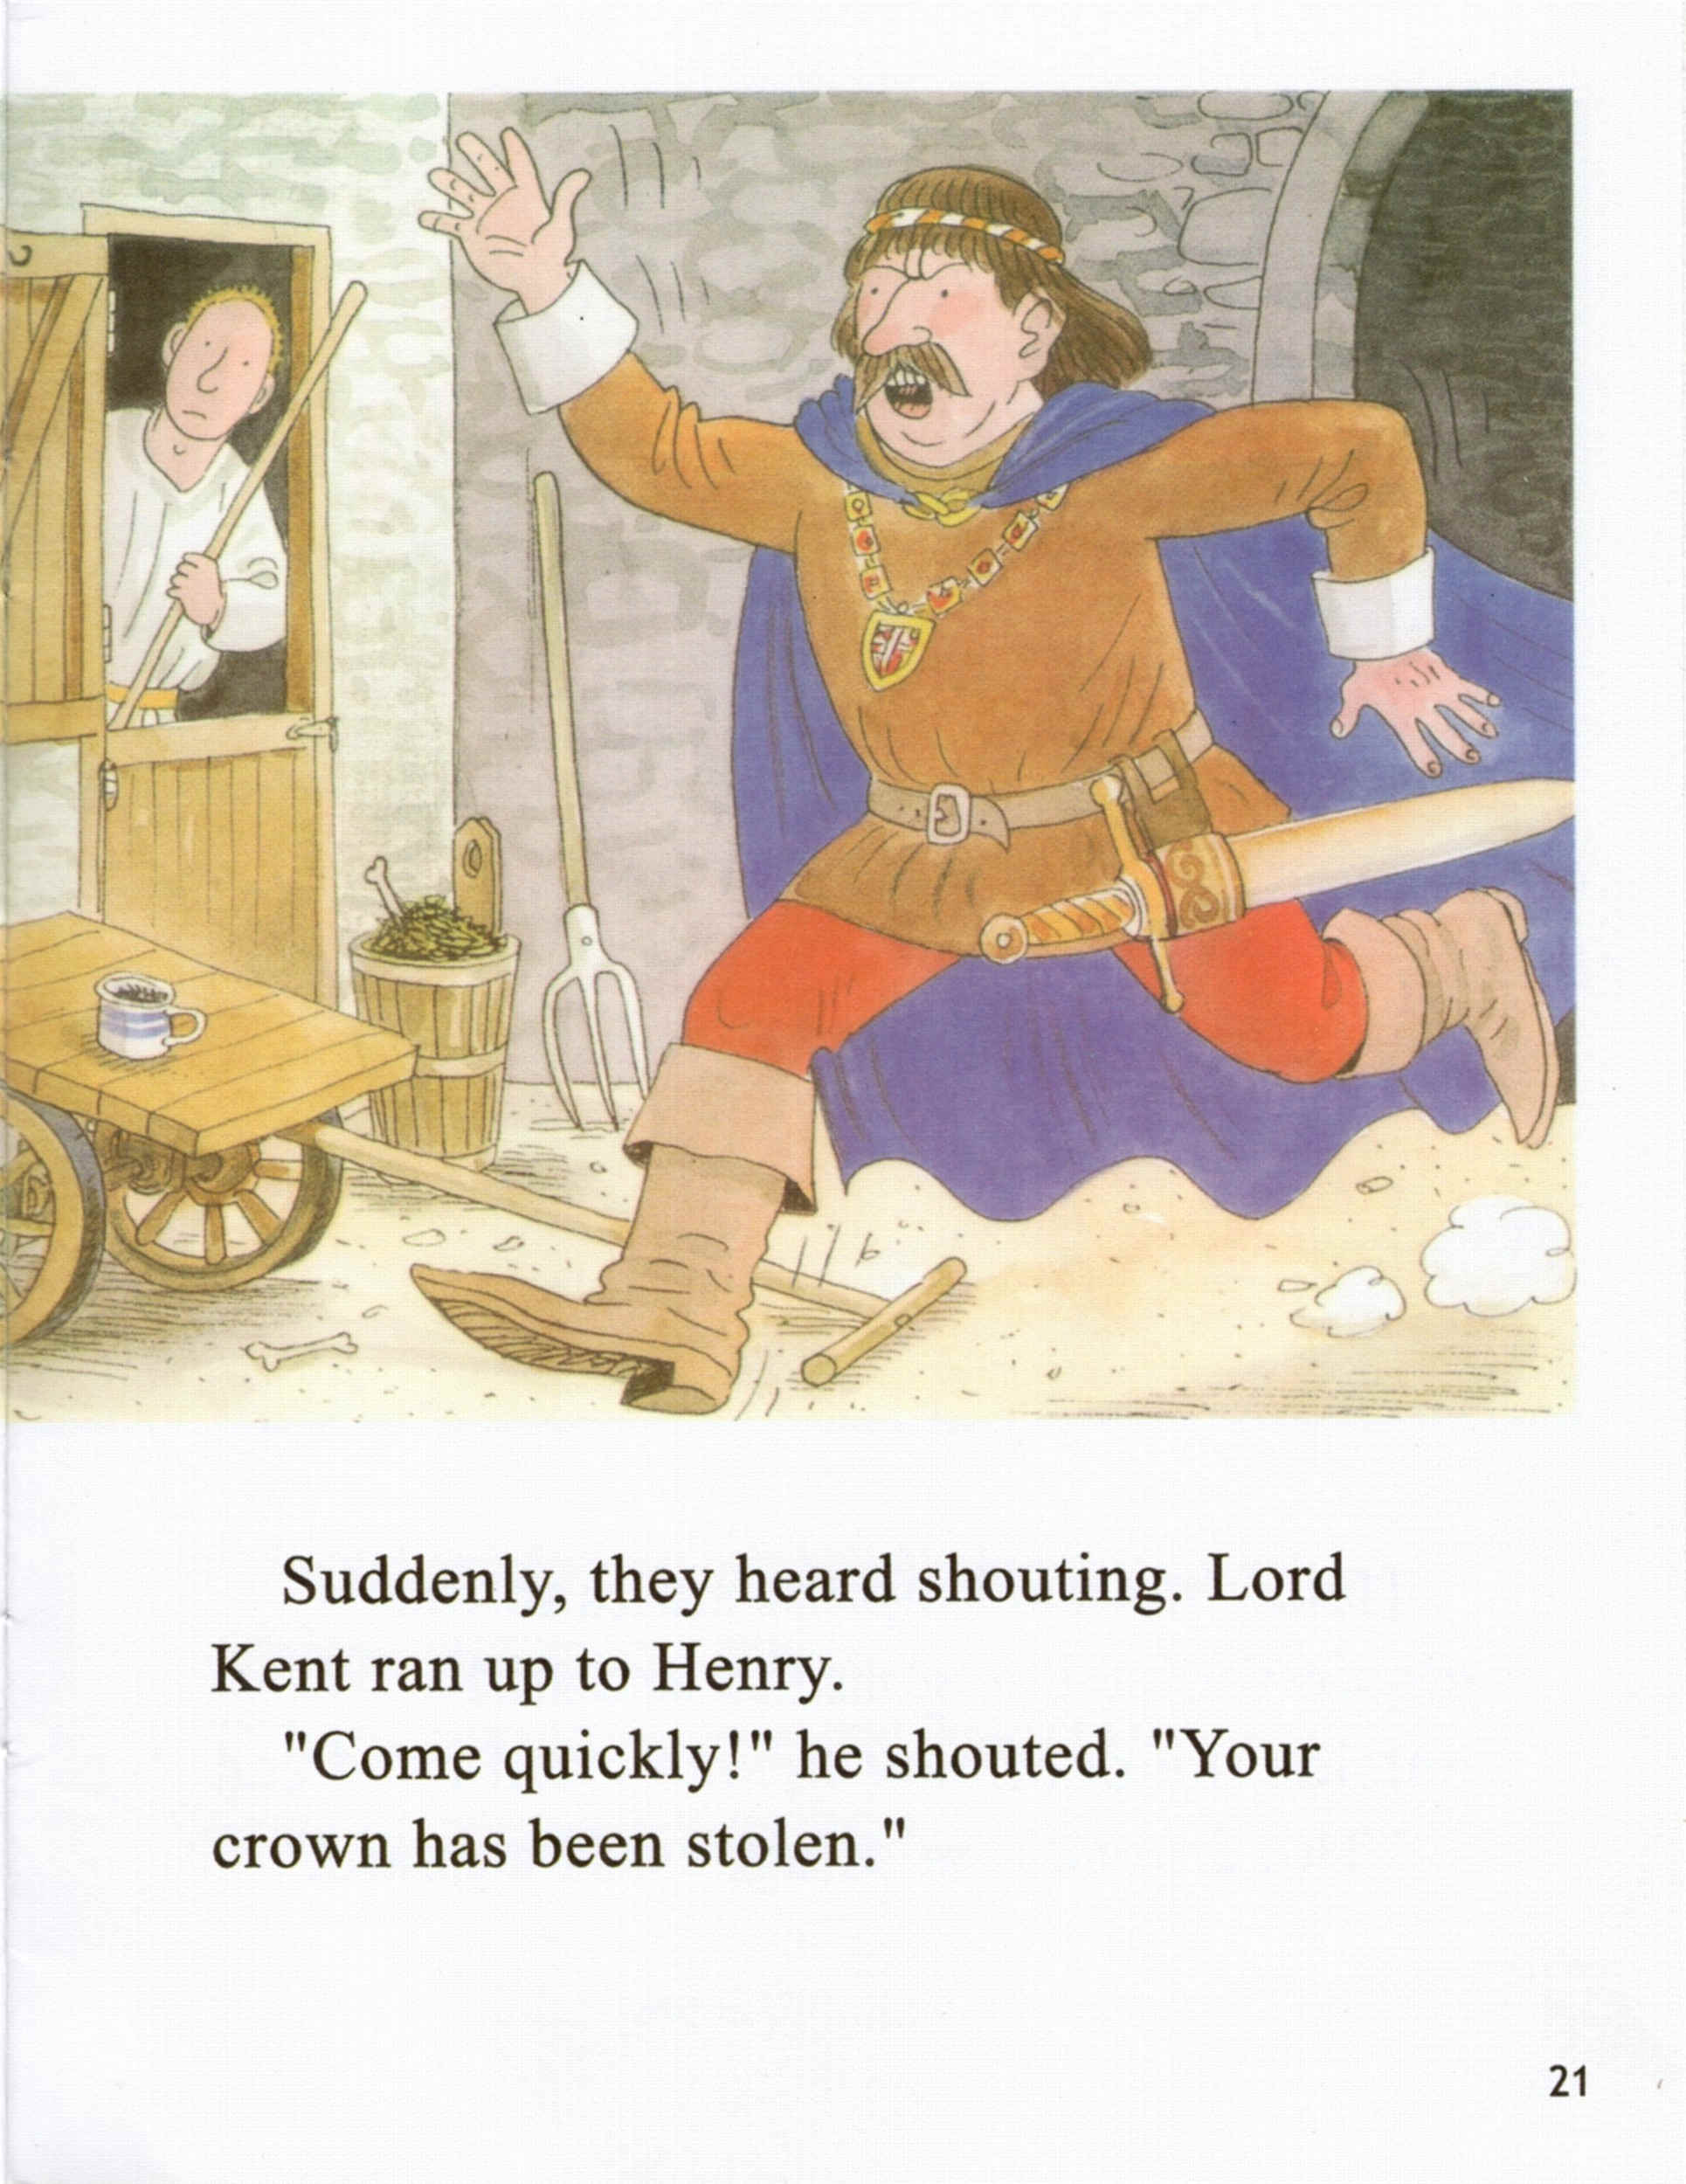 Suddenly, they heard shouting. Lord
Kent ran up to Henry.
"Come quickly!" he shouted. "Your
crown has been stolen."
21